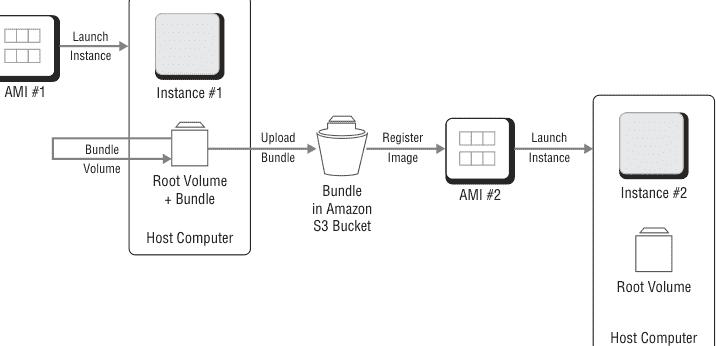 Launch
Instance
AMI #1
Instance #1
Bundle
Volume
Root Volume
+ Bundle
Host Computer
Upload
Bundle
Bundle
in Amazon
S3 Bucket
Register
Image
AMI #2
Launch
Instance
Instance #2
Root Volume
Host Computer